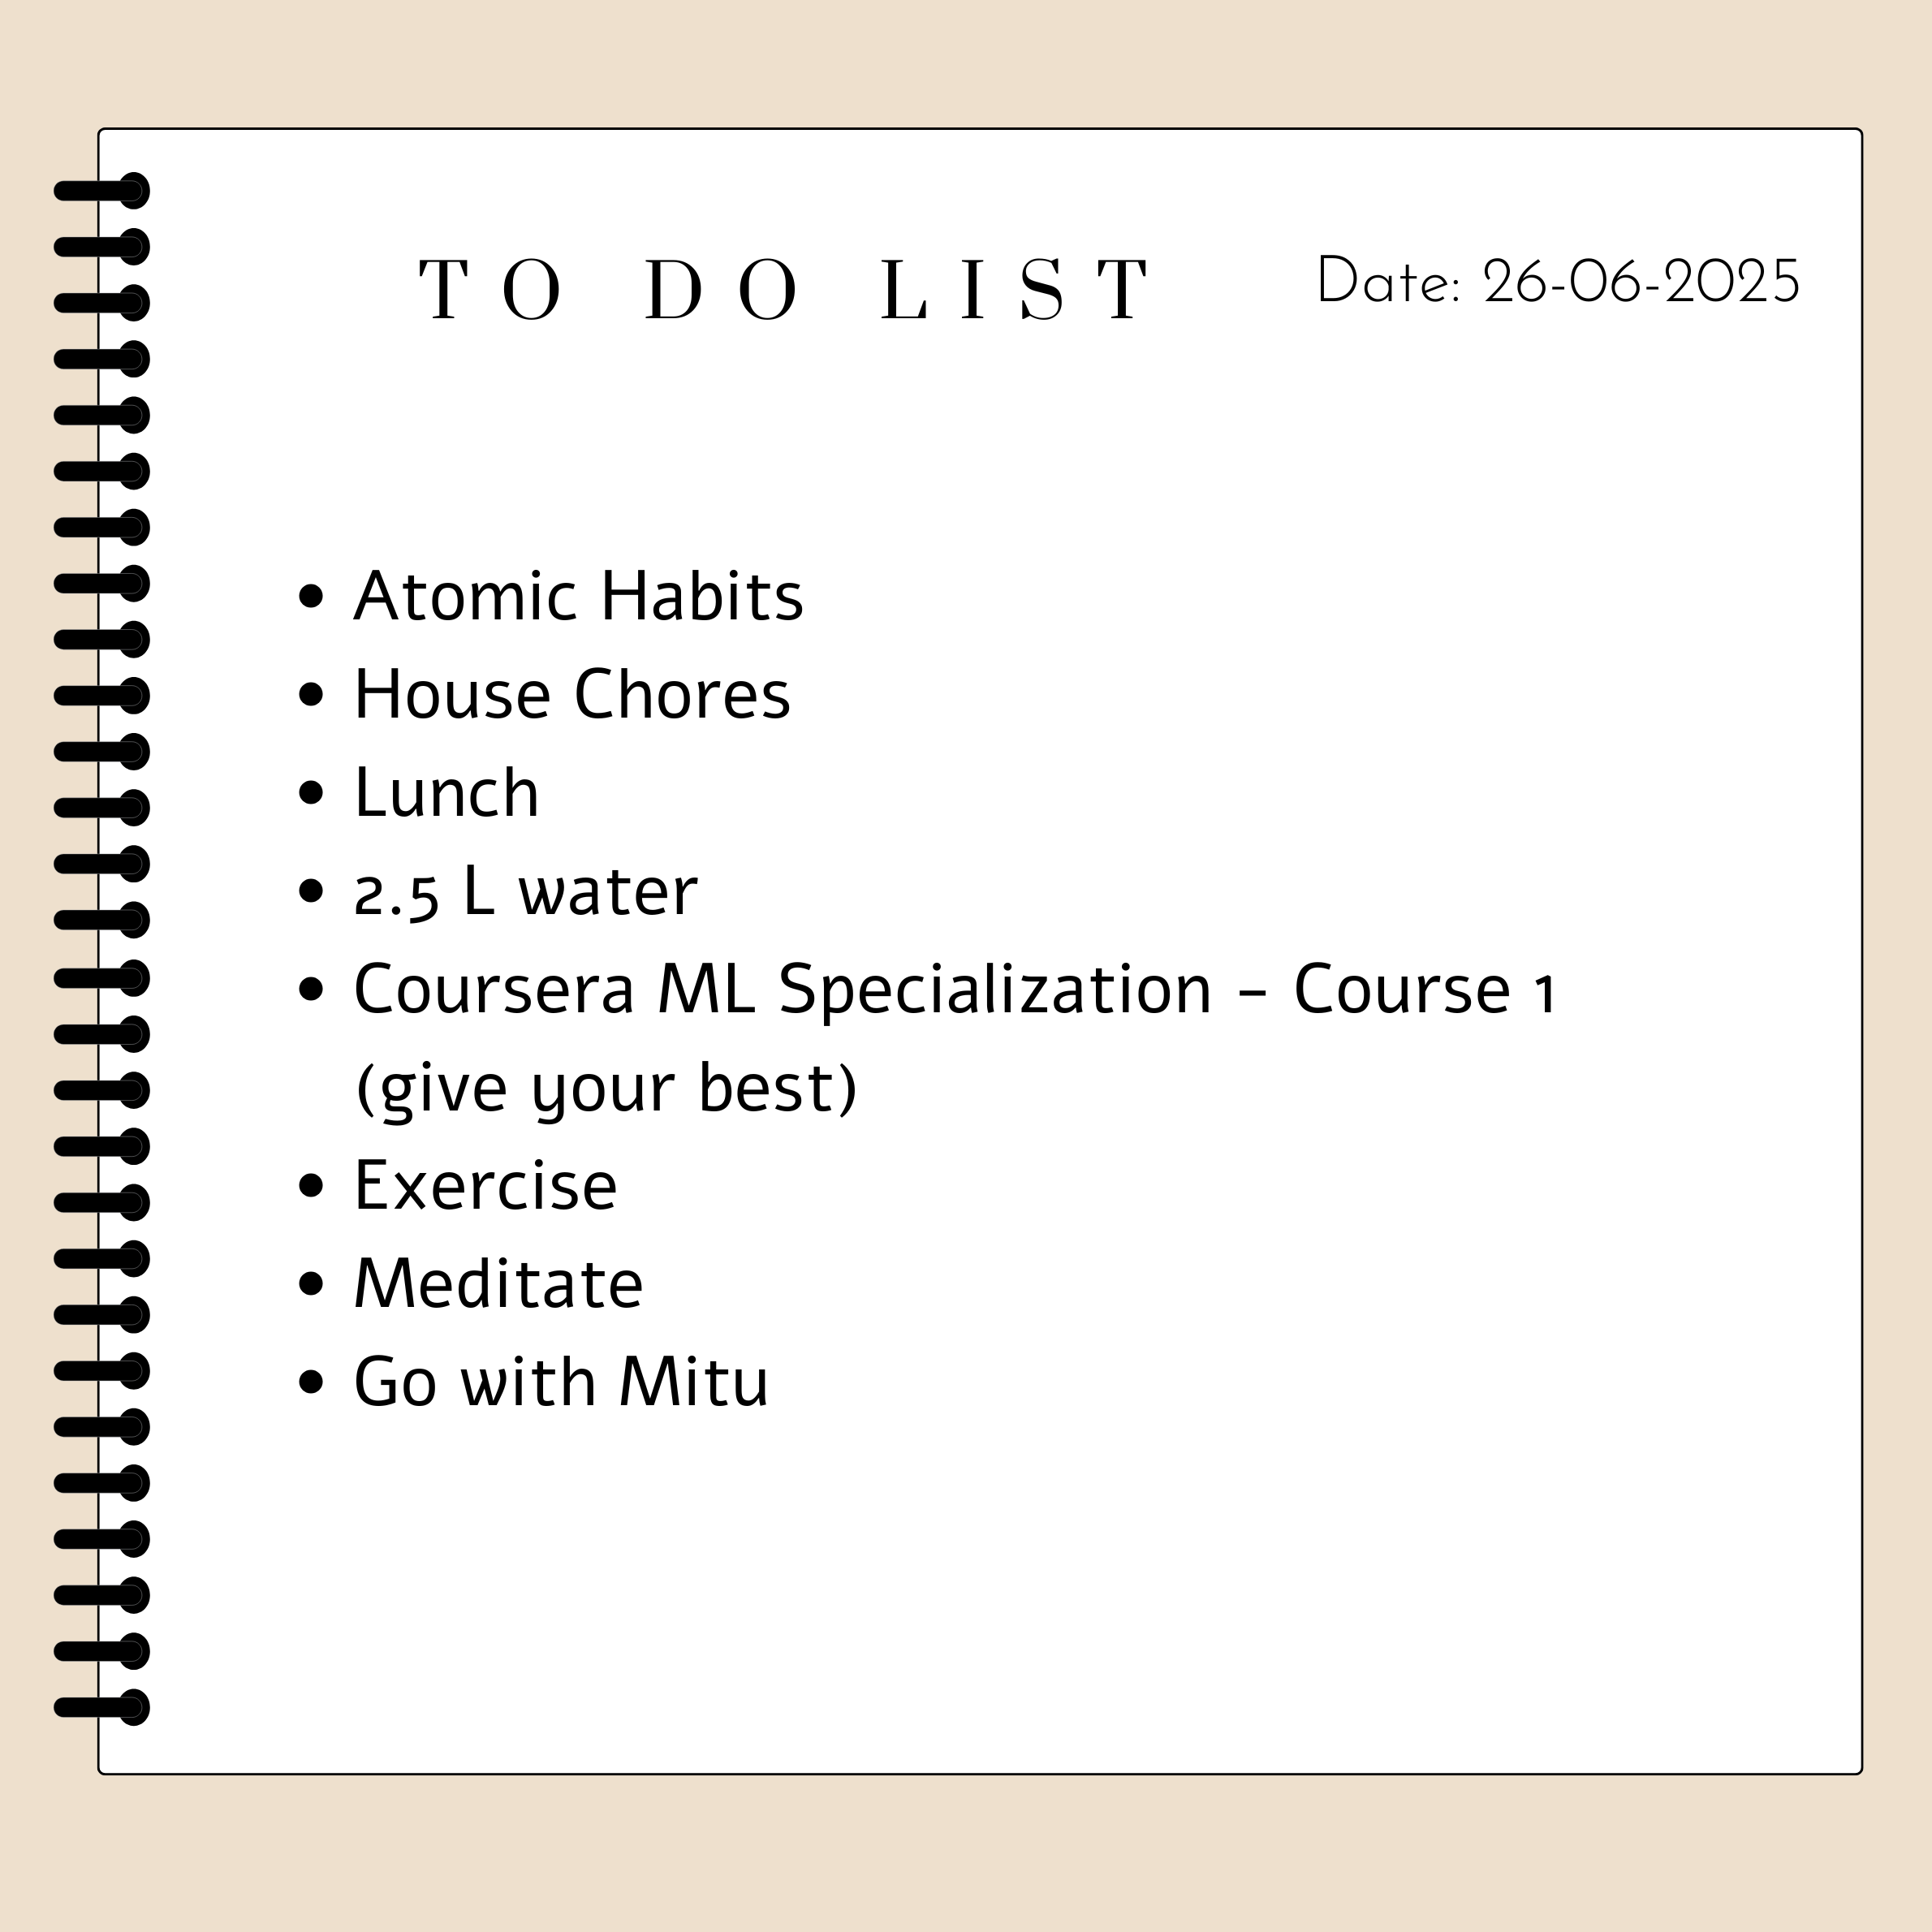 TO DO LIST
Date: 26-06-2025
• Atomic Habits
• House Chores
• Lunch
• 2.5 L water
• Coursera ML Specialization - Course 1
(give your best)
• Exercise
• Meditate
• Go with Mitu